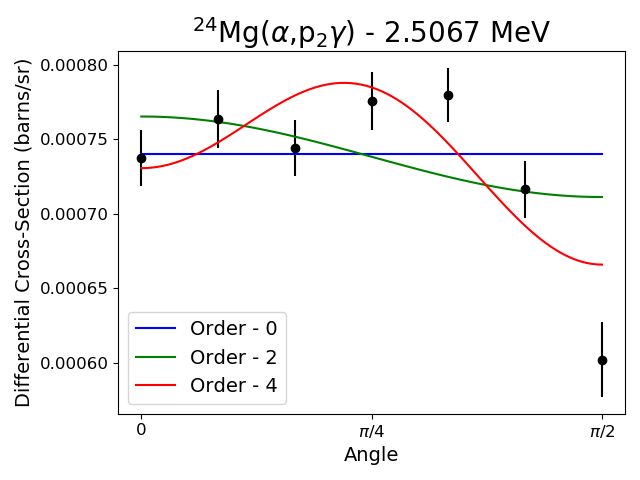 ²⁴Mg(α,p₂γ) - 2.5067 MeV
Differential Cross-Section (barns/sr)
0.00080
0.00075
0.00070
0.00065
0.00060
Order - 0
Order - 2
Order - 4
0
π/4
π/2
Angle